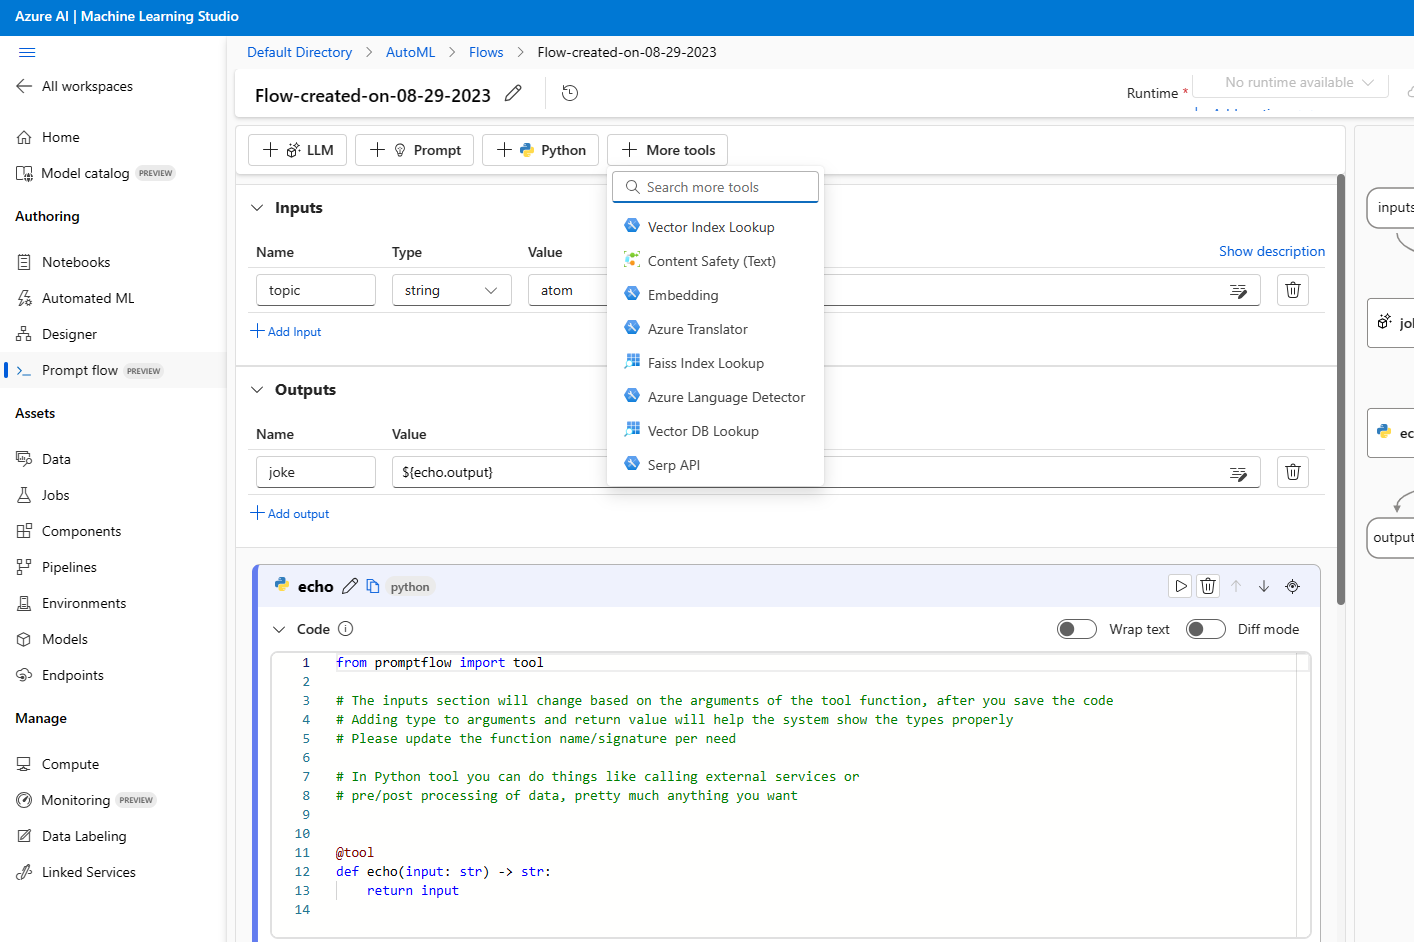 Azure AI | Machine Learning Studio
Default Directory > AutoML > Flows > Flow-created-on-08-29-2023
All workspaces
Flow-created-on-08-29-2023
Runtime *
No runtime available
Home
Model catalog PREVIEW
Authoring
Notebooks
Automated ML
Designer
Prompt flow PREVIEW
Assets
Data
Jobs
Components
Pipelines
Environments
Models
Endpoints
Manage
Compute
Monitoring PREVIEW
Data Labeling
Linked Services
+ LLM
+ Prompt
+ Python
+ More tools
Search more tools
Vector Index Lookup
Content Safety (Text)
Embedding
Azure Translator
Faiss Index Lookup
Azure Language Detector
Vector DB Lookup
Serp API
Inputs
Name Type Value
Show description
topic string atom
+ Add Input
Outputs
Name Value
joke ${echo.output}
+ Add output
echo python
Code
Wrap text Diff mode
1 from promptflow import tool
2
3 # The inputs section will change based on the arguments of the tool function, after you save the code
4 # Adding type to arguments and return value will help the system show the types properly
5 # Please update the function name/signature per need
6
7 # In Python tool you can do things like calling external services or
8 # pre/post processing of data, pretty much anything you want
9
10
11 @tool
12 def echo(input: str) -> str:
13 return input
14
inputs
output